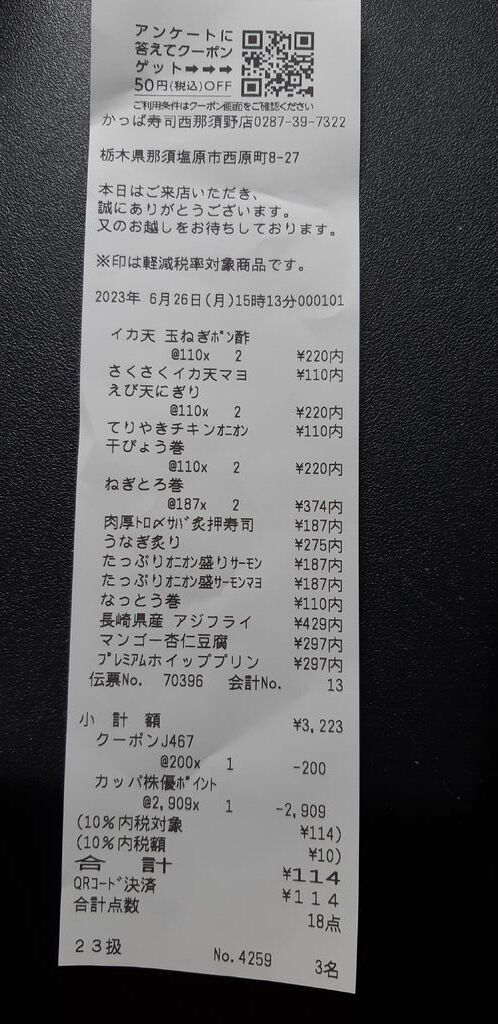 アンケートに
答えてクーポン
ゲット➡➡➡
50円(税込)OFF
ご利用条件はクーポン画面をご確認ください
かっぱ寿司西那須野店0287-39-7322
栃木県那須塩原市西原町8-27
本日はご来店いただき、
誠にありがとうございます。
又のお越しをお待ちしております。
※印は軽減税率対象商品です。
2023年 6月26日(月)15時13分000101
イカ天 玉ねぎﾎﾟﾝ酢
@110x 2 ¥220内
さくさくイカ天マヨ ¥110内
えび天にぎり
@110x 2 ¥220内
てりやきチキンｵﾆｵﾝ ¥110内
干ぴょう巻
@110x 2 ¥220内
ねぎとろ巻
@187x 2 ¥374内
肉厚ﾄﾛ〆ｻﾊﾞ炙押寿司 ¥187内
うなぎ炙り ¥275内
たっぷりｵﾆｵﾝ盛りｻｰﾓﾝ ¥187内
たっぷりｵﾆｵﾝ盛ｻｰﾓﾝﾏﾖ ¥187内
なっとう巻 ¥110内
長崎県産 アジフライ ¥429内
マンゴー杏仁豆腐 ¥297内
ﾌﾟﾚﾐｱﾑホイッププリン ¥297内
伝票No. 70396 会計No. 13
小 計 額 ¥3,223
クーポンJ467
@200x 1 -200
カッパ株優ﾎﾟｲﾝﾄ
@2,909x 1 -2,909
(10%内税対象 ¥114)
(10%内税額 ¥10)
合 計 ¥114
QRｺｰﾄﾞ決済 ¥114
合計点数 18点
23扱 No.4259 3名